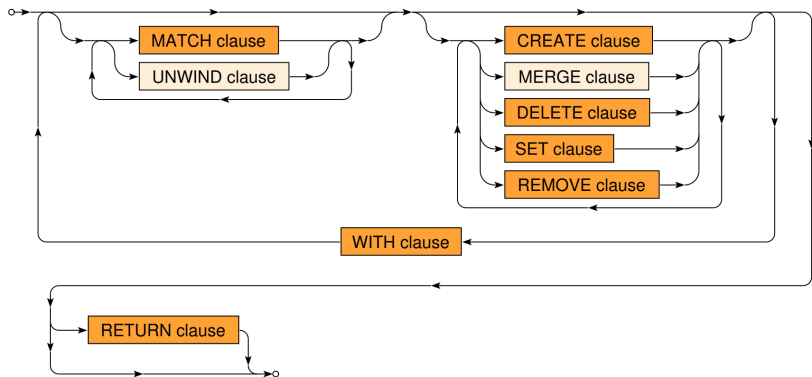 MATCH clause
UNWIND clause
CREATE clause
MERGE clause
DELETE clause
SET clause
REMOVE clause
WITH clause
RETURN clause